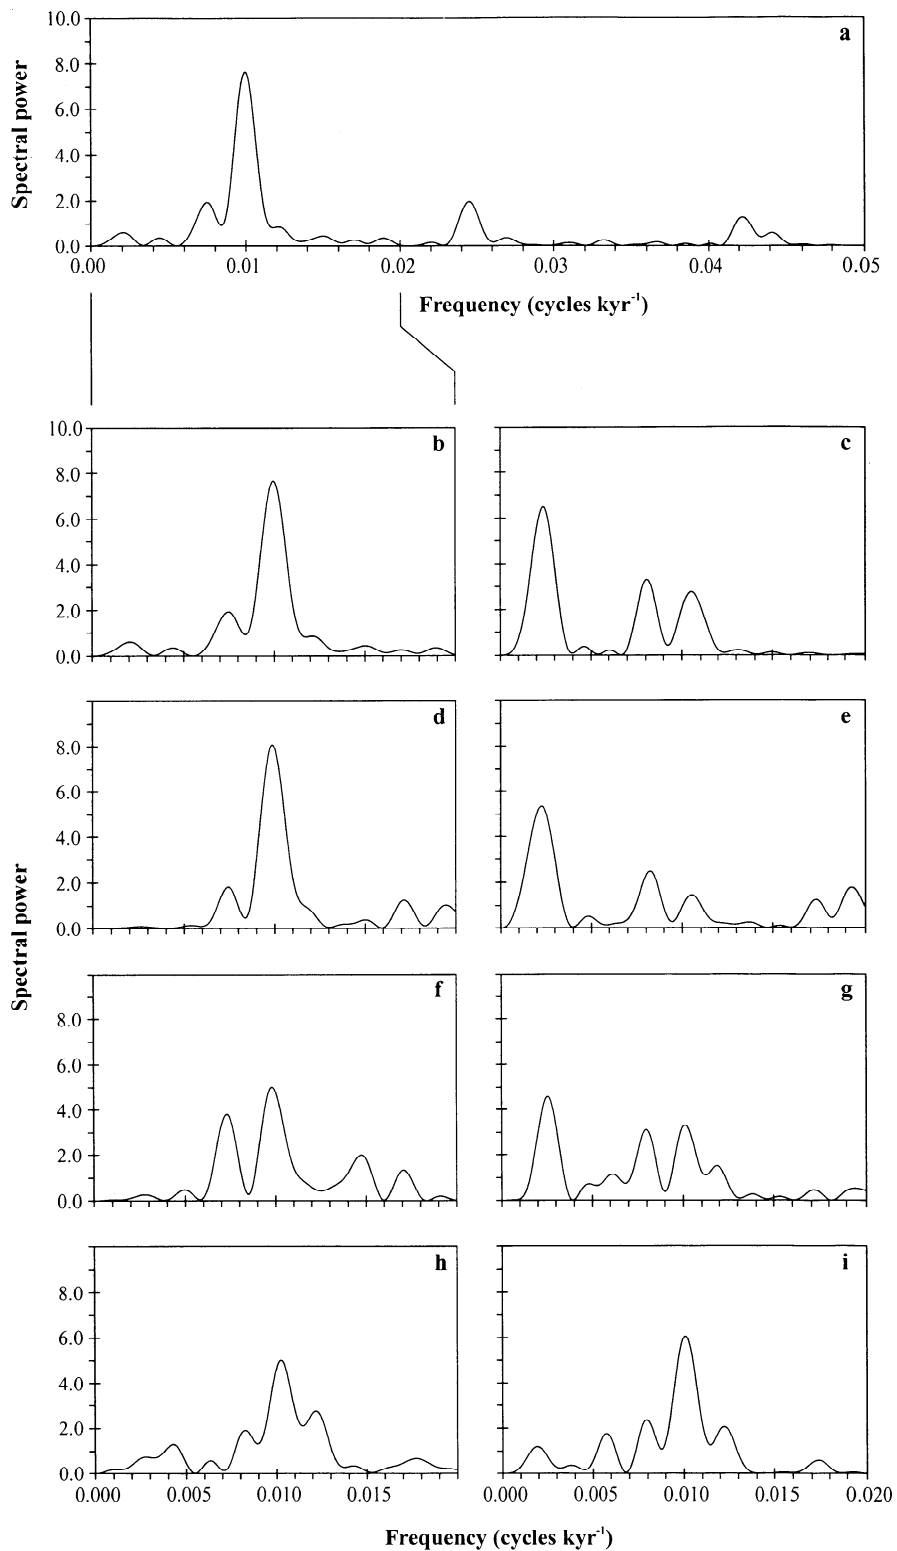 10.0
a
8.0
6.0
4.0
2.0
0.0
Spectral power
0.00 0.01 0.02 0.03 0.04 0.05
Frequency (cycles kyr⁻¹)
10.0
b
c
8.0
6.0
4.0
2.0
0.0
d
e
8.0
6.0
4.0
2.0
0.0
Spectral power
f
g
8.0
6.0
4.0
2.0
0.0
h
i
8.0
6.0
4.0
2.0
0.0
0.000 0.005 0.010 0.015 0.000 0.005 0.010 0.015 0.020
Frequency (cycles kyr⁻¹)